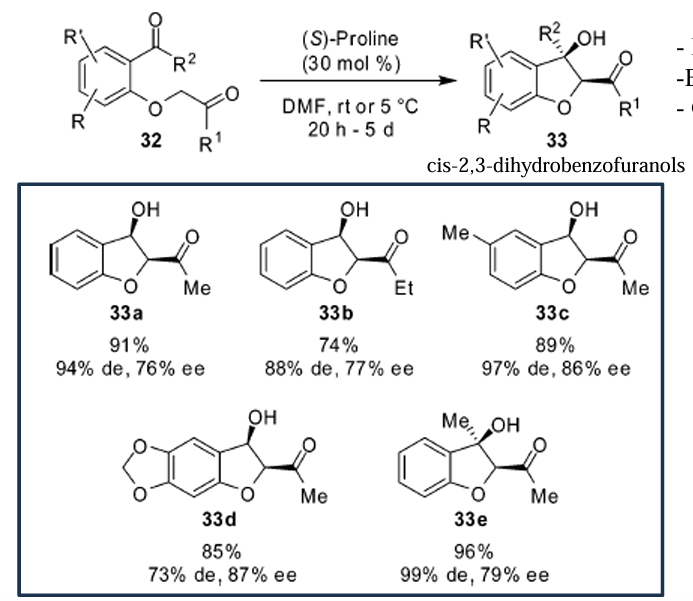 R' O R² O O R¹ R
32
(S)-Proline
(30 mol %)
DMF, rt or 5 °C
20 h - 5 d
R' R² OH O O R¹ R
33
-
-E
-
cis-2,3-dihydrobenzofuranols
OH O O Me
33a
91%
94% de, 76% ee
OH O O Et
33b
74%
88% de, 77% ee
Me OH O O Me
33c
89%
97% de, 86% ee
O O OH O O Me
33d
85%
73% de, 87% ee
Me OH O O Me
33e
96%
99% de, 79% ee